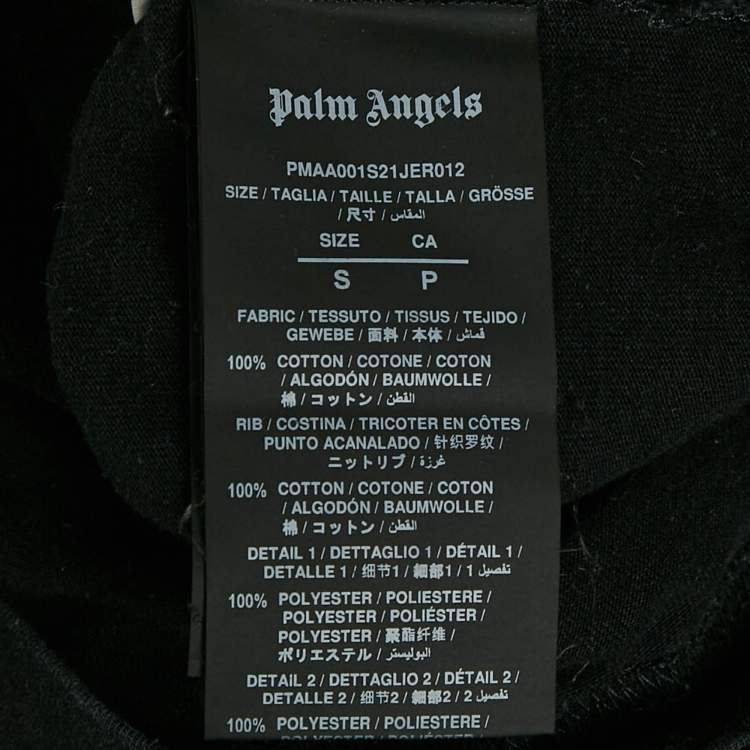 Palm Angels
PMAA001S21JER012
SIZE / TAGLIA / TAILLE / TALLA / GRÖSSE
/ 尺寸 / المقاس /
SIZE CA
S P
FABRIC / TESSUTO / TISSUS / TEJIDO /
GEWEBE / 面料 / 本体 / قماش /
100% COTTON / COTONE / COTON
/ ALGODÓN / BAUMWOLLE /
棉 / コットン / القطن /
RIB / COSTINA / TRICOTER EN CÔTES /
PUNTO ACANALADO / 针织罗纹 /
ニットリブ / غرزة /
100% COTTON / COTONE / COTON
/ ALGODÓN / BAUMWOLLE /
棉 / コットン / القطن /
DETAIL 1 / DETTAGLIO 1 / DÉTAIL 1 /
DETALLE 1 / 细节1 / 細部1 / تفصيل 1 /
100% POLYESTER / POLIESTERE /
POLYESTER / POLIÉSTER /
POLYESTER / 聚酯纤维 /
ポリエステル / البوليستر /
DETAIL 2 / DETTAGLIO 2 / DÉTAIL 2 /
DETALLE 2 / 细节2 / 細部2 / تفصيل 2 /
100% POLYESTER / POLIESTERE /
POLYESTER / POLIÉSTER /